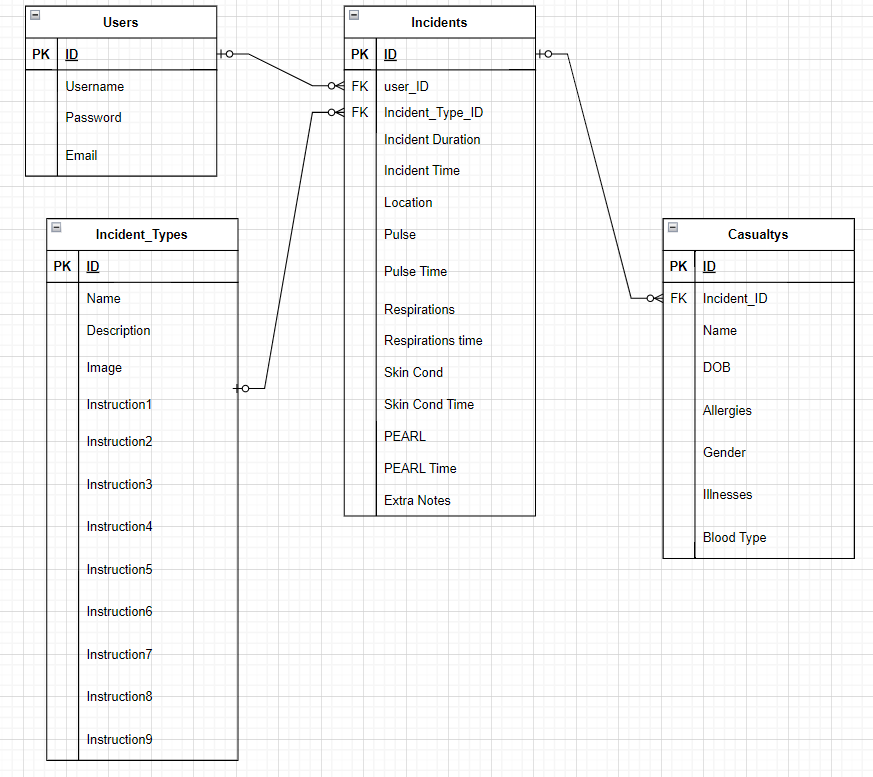 Users
PK ID
Username
Password
Email
Incidents
PK ID
FK user_ID
FK Incident_Type_ID
Incident Duration
Incident Time
Location
Pulse
Pulse Time
Respirations
Respirations time
Skin Cond
Skin Cond Time
PEARL
PEARL Time
Extra Notes
Incident_Types
PK ID
Name
Description
Image
Instruction1
Instruction2
Instruction3
Instruction4
Instruction5
Instruction6
Instruction7
Instruction8
Instruction9
Casualtys
PK ID
FK Incident_ID
Name
DOB
Allergies
Gender
Illnesses
Blood Type